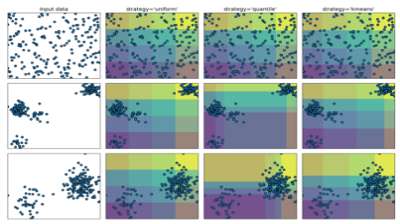 Input data
strategy='uniform'
strategy='quantile'
strategy='kmeans'